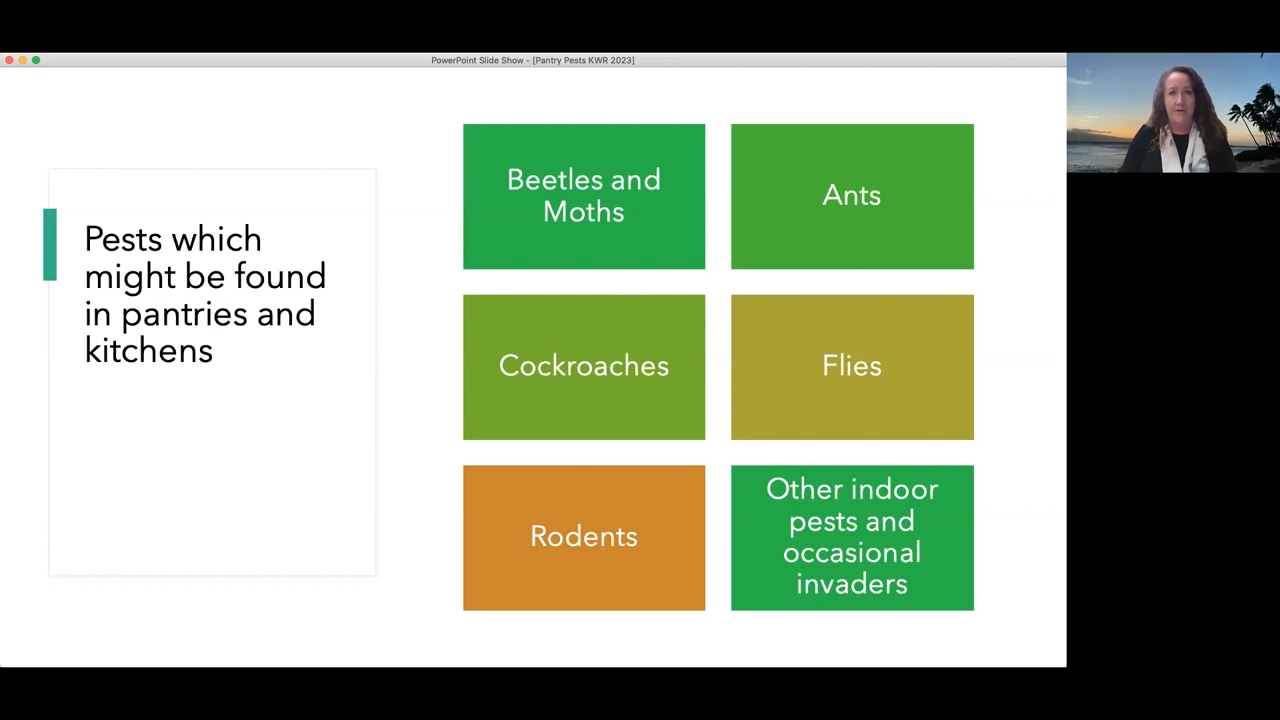 PowerPoint Slide Show - [Pantry Pests KWR 2023]
Pests which
might be found
in pantries and
kitchens
Beetles and
Moths
Ants
Cockroaches
Flies
Rodents
Other indoor
pests and
occasional
invaders